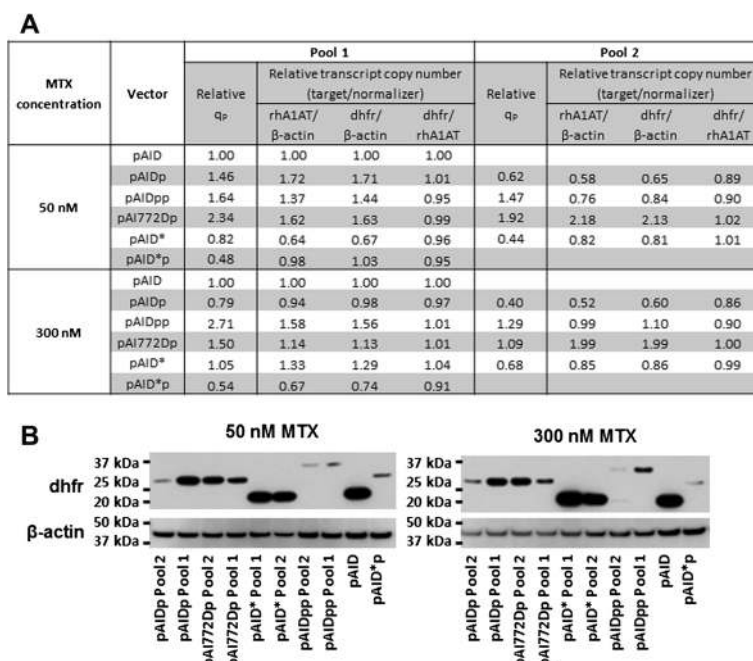 A
Pool 1 Pool 2
MTX concentration Vector Relative qP Relative transcript copy number (target/normalizer) Relative qP Relative transcript copy number (target/normalizer)
rhA1AT/β-actin dhfr/β-actin dhfr/rhA1AT rhA1AT/β-actin dhfr/β-actin dhfr/rhA1AT
50 nM
pAID 1.00 1.00 1.00 1.00
pAIDp 1.46 1.72 1.71 1.01 0.62 0.58 0.65 0.89
pAIDpp 1.64 1.37 1.44 0.95 1.47 0.76 0.84 0.90
pAI772Dp 2.34 1.62 1.63 0.99 1.92 2.18 2.13 1.02
pAID* 0.82 0.64 0.67 0.96 0.44 0.82 0.81 1.01
pAID*p 0.48 0.98 1.03 0.95
300 nM
pAID 1.00 1.00 1.00 1.00
pAIDp 0.79 0.94 0.98 0.97 0.40 0.52 0.60 0.86
pAIDpp 2.71 1.58 1.56 1.01 1.29 0.99 1.10 0.90
pAI772Dp 1.50 1.14 1.13 1.01 1.09 1.99 1.99 1.00
pAID* 1.05 1.33 1.29 1.04 0.68 0.85 0.86 0.99
pAID*p 0.54 0.67 0.74 0.91
B
50 nM MTX 300 nM MTX
dhfr
37 kDa
25 kDa
20 kDa
37 kDa
25 kDa
20 kDa
β-actin
50 kDa
37 kDa
50 kDa
37 kDa
pAIDp Pool 2
pAIDp Pool 1
pAI772Dp Pool 2
pAI772Dp Pool 1
pAID* Pool 1
pAID* Pool 2
pAIDpp Pool 2
pAIDpp Pool 1
pAID
pAID*p
pAIDp Pool 2
pAIDp Pool 1
pAI772Dp Pool 2
pAI772Dp Pool 1
pAID* Pool 1
pAID* Pool 2
pAIDpp Pool 2
pAIDpp Pool 1
pAID
pAID*p